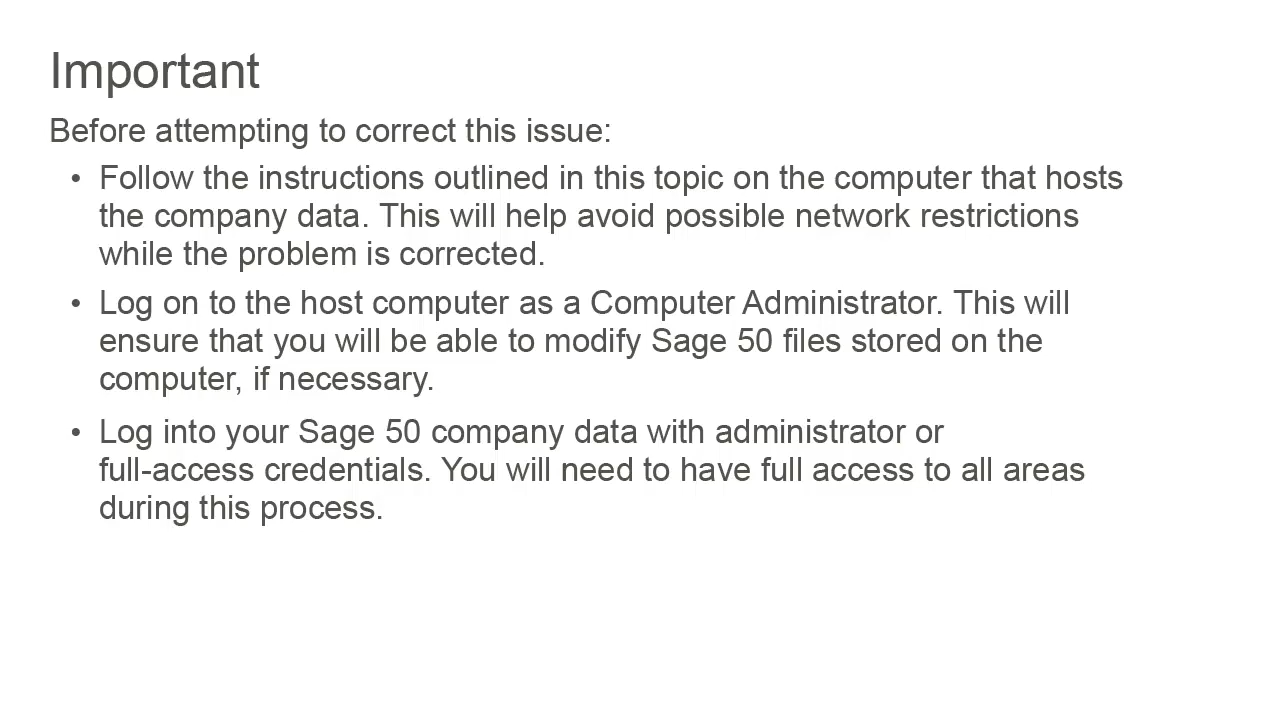 Important
Before attempting to correct this issue:
• Follow the instructions outlined in this topic on the computer that hosts
the company data. This will help avoid possible network restrictions
while the problem is corrected.
• Log on to the host computer as a Computer Administrator. This will
ensure that you will be able to modify Sage 50 files stored on the
computer, if necessary.
• Log into your Sage 50 company data with administrator or
full-access credentials. You will need to have full access to all areas
during this process.